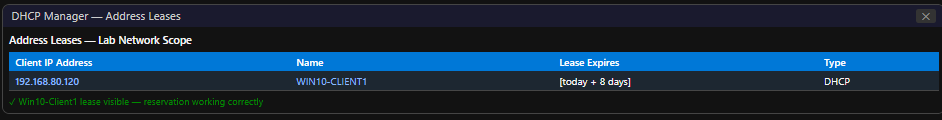 DHCP Manager — Address Leases
Address Leases — Lab Network Scope
Client IP Address Name Lease Expires Type
192.168.80.120 WIN10-CLIENT1 [today + 8 days] DHCP
✓ Win10-Client1 lease visible — reservation working correctly